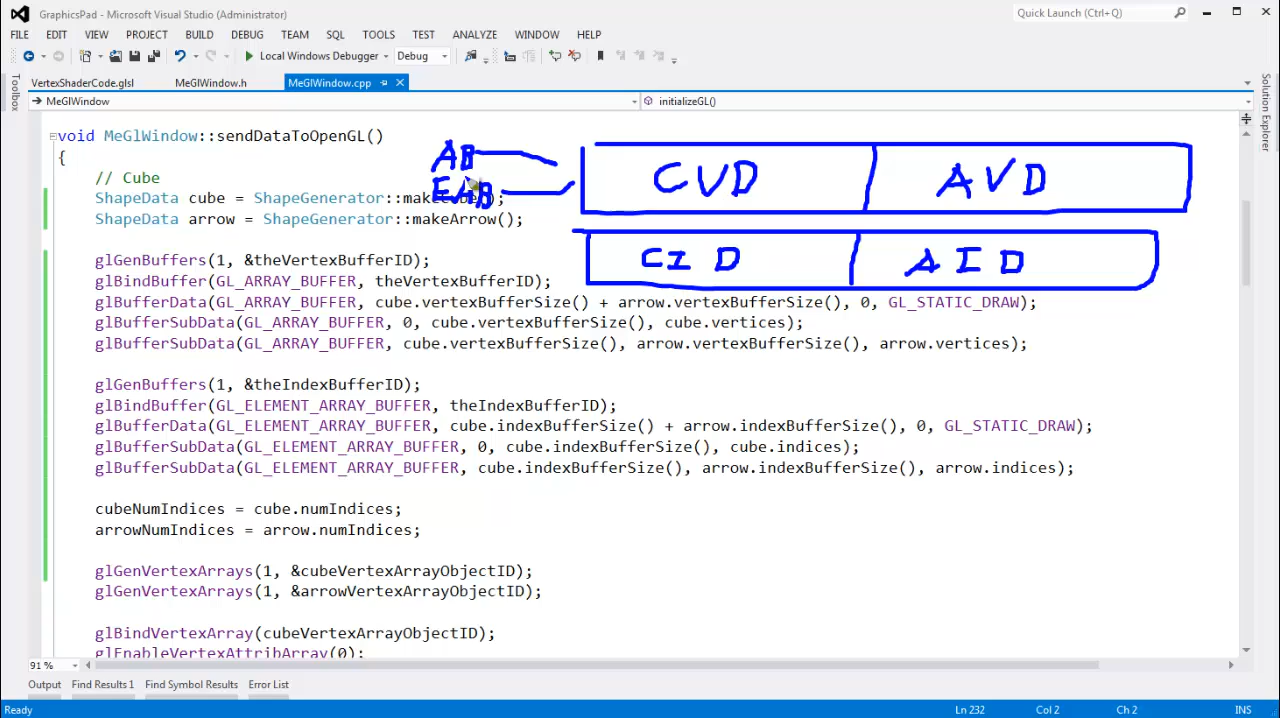 GraphicsPad - Microsoft Visual Studio (Administrator)
Quick Launch (Ctrl+Q)
FILE EDIT VIEW PROJECT BUILD DEBUG TEAM SQL TOOLS TEST ANALYZE WINDOW HELP
Local Windows Debugger Debug
VertexShaderCode.glsl MeGlWindow.h MeGlWindow.cpp
Toolbox
Solution Explorer
MeGlWindow initializeGL()
void MeGlWindow::sendDataToOpenGL()
{
AB
EAB
CVD AVD
CID AID
// Cube
ShapeData cube = ShapeGenerator::makeCube();
ShapeData arrow = ShapeGenerator::makeArrow();
glGenBuffers(1, &theVertexBufferID);
glBindBuffer(GL_ARRAY_BUFFER, theVertexBufferID);
glBufferData(GL_ARRAY_BUFFER, cube.vertexBufferSize() + arrow.vertexBufferSize(), 0, GL_STATIC_DRAW);
glBufferSubData(GL_ARRAY_BUFFER, 0, cube.vertexBufferSize(), cube.vertices);
glBufferSubData(GL_ARRAY_BUFFER, cube.vertexBufferSize(), arrow.vertexBufferSize(), arrow.vertices);
glGenBuffers(1, &theIndexBufferID);
glBindBuffer(GL_ELEMENT_ARRAY_BUFFER, theIndexBufferID);
glBufferData(GL_ELEMENT_ARRAY_BUFFER, cube.indexBufferSize() + arrow.indexBufferSize(), 0, GL_STATIC_DRAW);
glBufferSubData(GL_ELEMENT_ARRAY_BUFFER, 0, cube.indexBufferSize(), cube.indices);
glBufferSubData(GL_ELEMENT_ARRAY_BUFFER, cube.indexBufferSize(), arrow.indexBufferSize(), arrow.indices);
cubeNumIndices = cube.numIndices;
arrowNumIndices = arrow.numIndices;
glGenVertexArrays(1, &cubeVertexArrayObjectID);
glGenVertexArrays(1, &arrowVertexArrayObjectID);
glBindVertexArray(cubeVertexArrayObjectID);
glEnableVertexAttribArray(0);
91 %
Output Find Results 1 Find Symbol Results Error List
Ready Ln 232 Col 2 Ch 2 INS